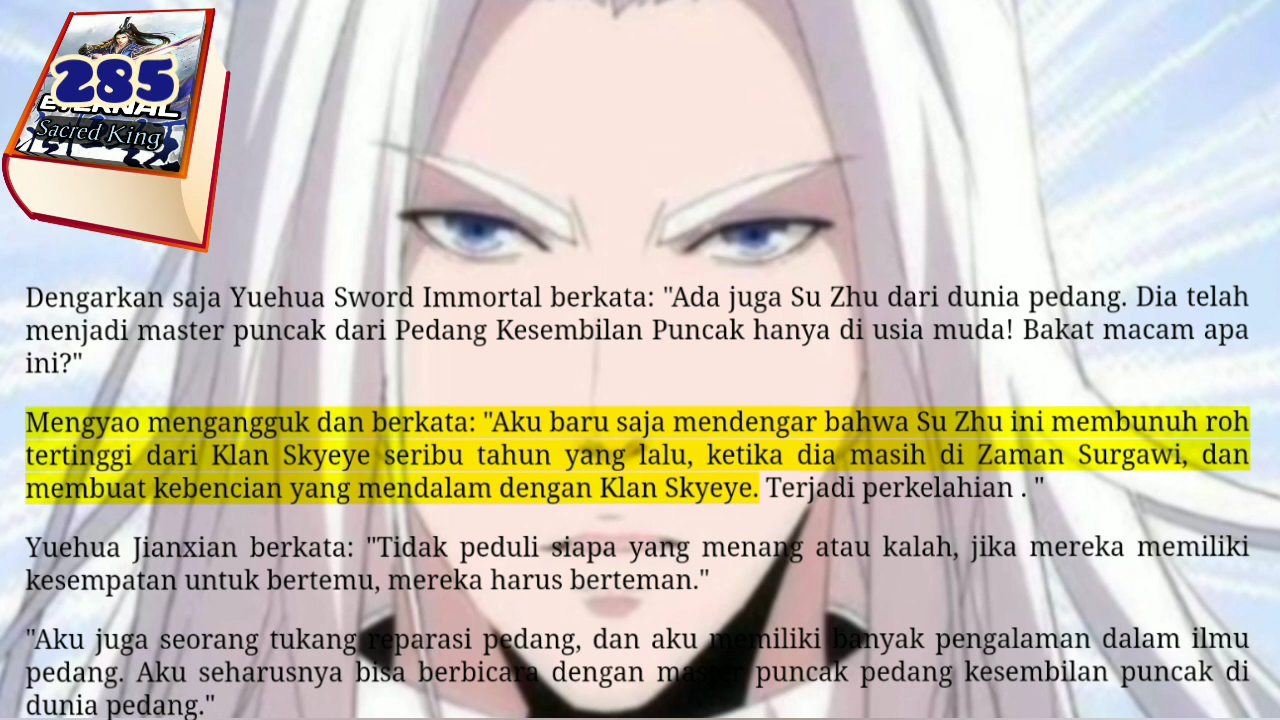 285
ETERNAL
Sacred King
Dengarkan saja Yuehua Sword Immortal berkata: "Ada juga Su Zhu dari dunia pedang. Dia telah
menjadi master puncak dari Pedang Kesembilan Puncak hanya di usia muda! Bakat macam apa
ini?"
Mengyao mengangguk dan berkata: "Aku baru saja mendengar bahwa Su Zhu ini membunuh roh
tertinggi dari Klan Skyeye seribu tahun yang lalu, ketika dia masih di Zaman Surgawi, dan
membuat kebencian yang mendalam dengan Klan Skyeye. Terjadi perkelahian . "
Yuehua Jianxian berkata: "Tidak peduli siapa yang menang atau kalah, jika mereka memiliki
kesempatan untuk bertemu, mereka harus berteman."
"Aku juga seorang tukang reparasi pedang, dan aku memiliki banyak pengalaman dalam ilmu
pedang. Aku seharusnya bisa berbicara dengan master puncak pedang kesembilan puncak di
dunia pedang."